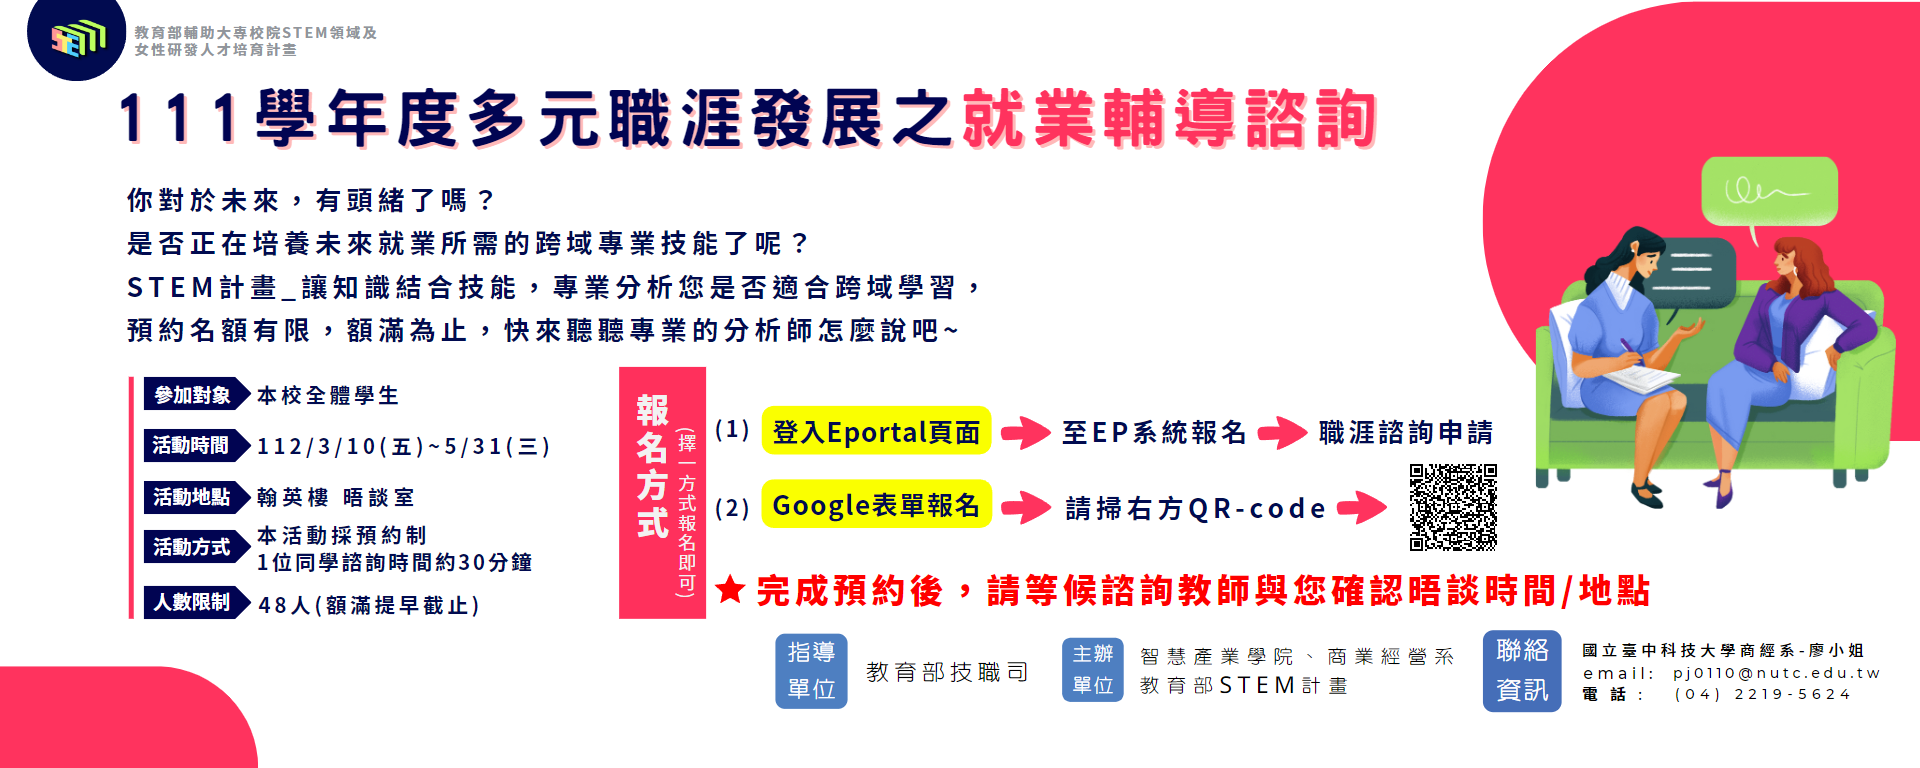 STEM
教育部輔助大專校院STEM領域及
女性研發人才培育計畫
111學年度多元職涯發展之就業輔導諮詢
你對於未來，有頭緒了嗎？
是否正在培養未來就業所需的跨域專業技能了呢？
STEM計畫_讓知識結合技能，專業分析您是否適合跨域學習，
預約名額有限，額滿為止，快來聽聽專業的分析師怎麼說吧~
參加對象 本校全體學生
活動時間 112/3/10(五)~5/31(三)
活動地點 翰英樓 晤談室
活動方式 本活動採預約制
1位同學諮詢時間約30分鐘
人數限制 48人(額滿提早截止)
報名方式
(擇一方式報名即可)
(1) 登入Eportal頁面 至EP系統報名 職涯諮詢申請
(2) Google表單報名 請掃右方QR-code
★完成預約後，請等候諮詢教師與您確認晤談時間/地點
指導單位 教育部技職司
主辦單位 智慧產業學院、商業經營系
教育部STEM計畫
聯絡資訊 國立臺中科技大學商經系-廖小姐
email: pj0110@nutc.edu.tw
電話: (04) 2219-5624